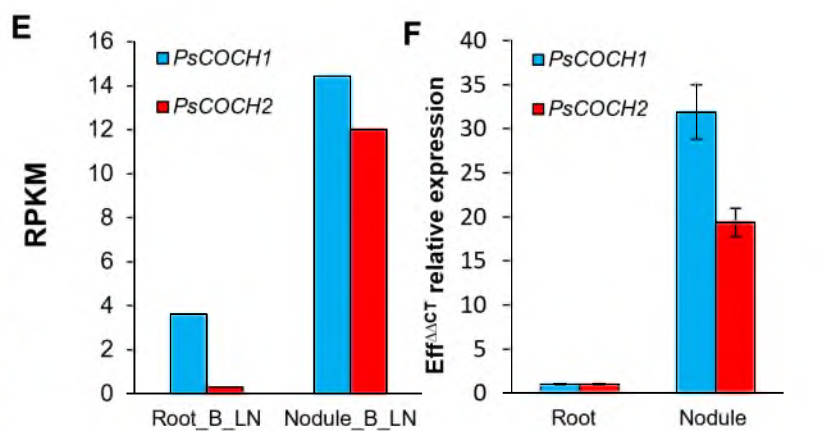 E
RPKM
16
14
12
10
8
6
4
2
0
PsCOCH1
PsCOCH2
Root_B_LN
Nodule_B_LN
F
Eff^ΔΔCT relative expression
40
35
30
25
20
15
10
5
0
PsCOCH1
PsCOCH2
Root
Nodule